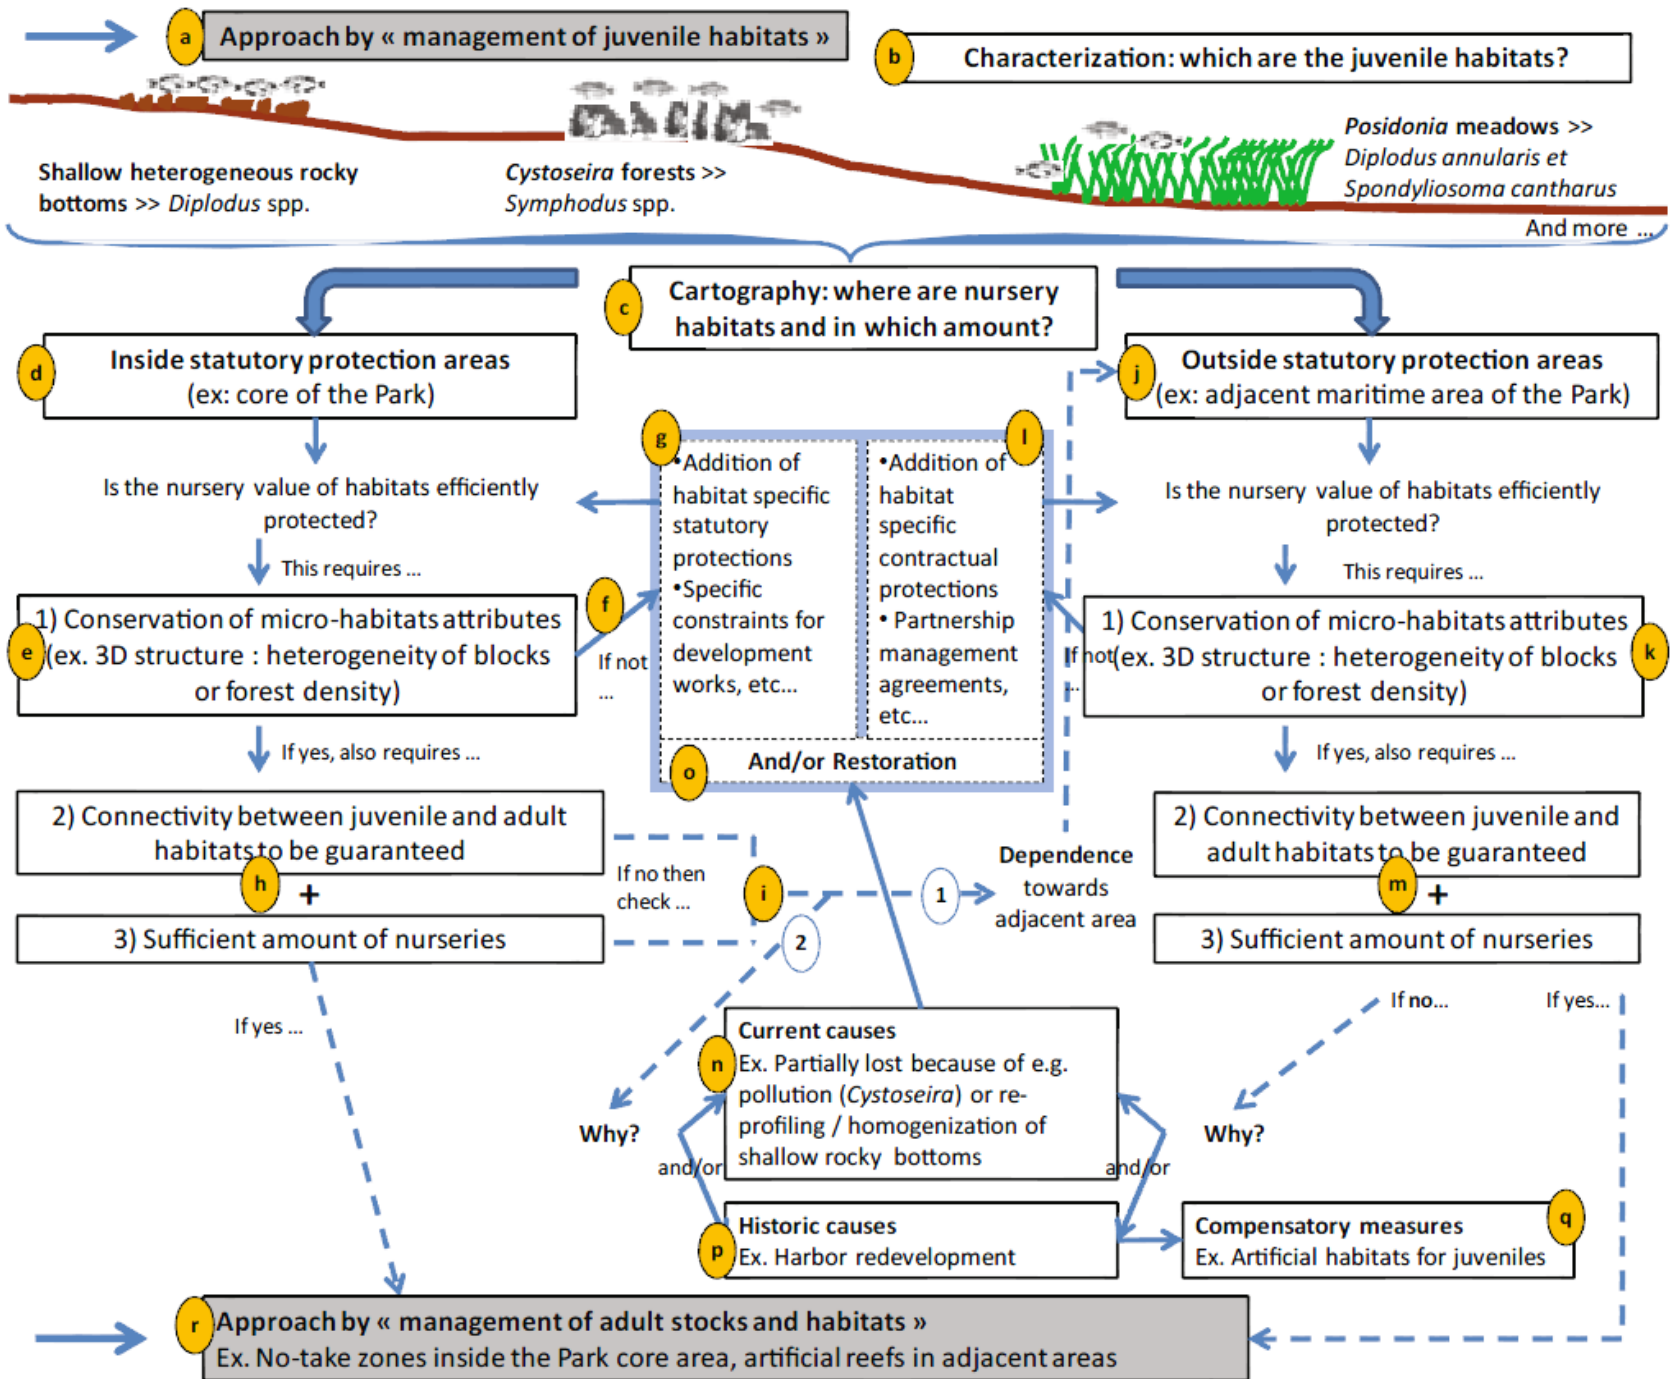 a
Approach by « management of juvenile habitats »
b
Characterization: which are the juvenile habitats?
Shallow heterogeneous rocky
bottoms >> Diplodus spp.
Cystoseira forests >>
Symphodus spp.
Posidonia meadows >>
Diplodus annularis et
Spondyliosoma cantharus
And more ...
c
Cartography: where are nursery
habitats and in which amount?
d
Inside statutory protection areas
(ex: core of the Park)
Is the nursery value of habitats efficiently
protected?
This requires ...
e
1) Conservation of micro-habitats attributes
(ex. 3D structure : heterogeneity of blocks
or forest density)
f
If not
...
If yes, also requires ...
2) Connectivity between juvenile and adult
habitats to be guaranteed
h
+
3) Sufficient amount of nurseries
If no then
check ...
i
1
2
If yes ...
Why?
g
•Addition of
habitat specific
statutory
protections
•Specific
constraints for
development
works, etc...
l
•Addition of
habitat
specific
contractual
protections
• Partnership
management
agreements,
etc...
o
And/or Restoration
Dependence
towards
adjacent area
j
Outside statutory protection areas
(ex: adjacent maritime area of the Park)
Is the nursery value of habitats efficiently
protected?
This requires ...
k
1) Conservation of micro-habitats attributes
(ex. 3D structure : heterogeneity of blocks
or forest density)
If not
...
If yes, also requires ...
2) Connectivity between juvenile and
adult habitats to be guaranteed
m
+
3) Sufficient amount of nurseries
If no...
If yes...
Why?
n
Current causes
Ex. Partially lost because of e.g.
pollution (Cystoseira) or re-
profiling / homogenization of
shallow rocky bottoms
and/or
and/or
p
Historic causes
Ex. Harbor redevelopment
q
Compensatory measures
Ex. Artificial habitats for juveniles
r
Approach by « management of adult stocks and habitats »
Ex. No-take zones inside the Park core area, artificial reefs in adjacent areas